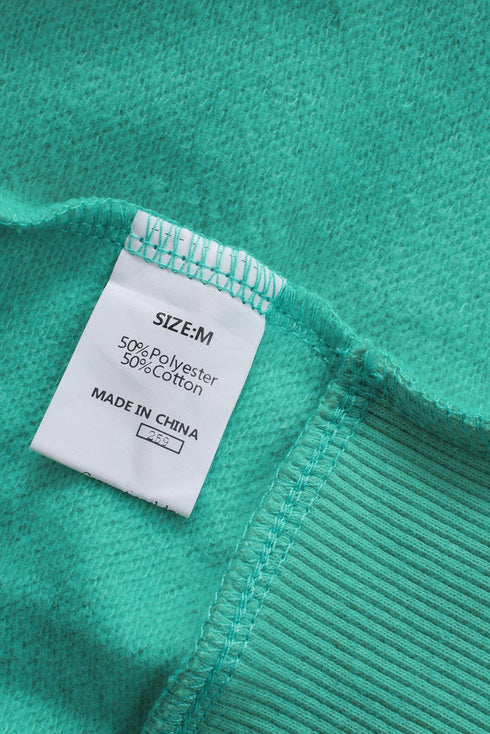 SIZE:M
50%Polyester
50%Cotton
MADE IN CHINA
259